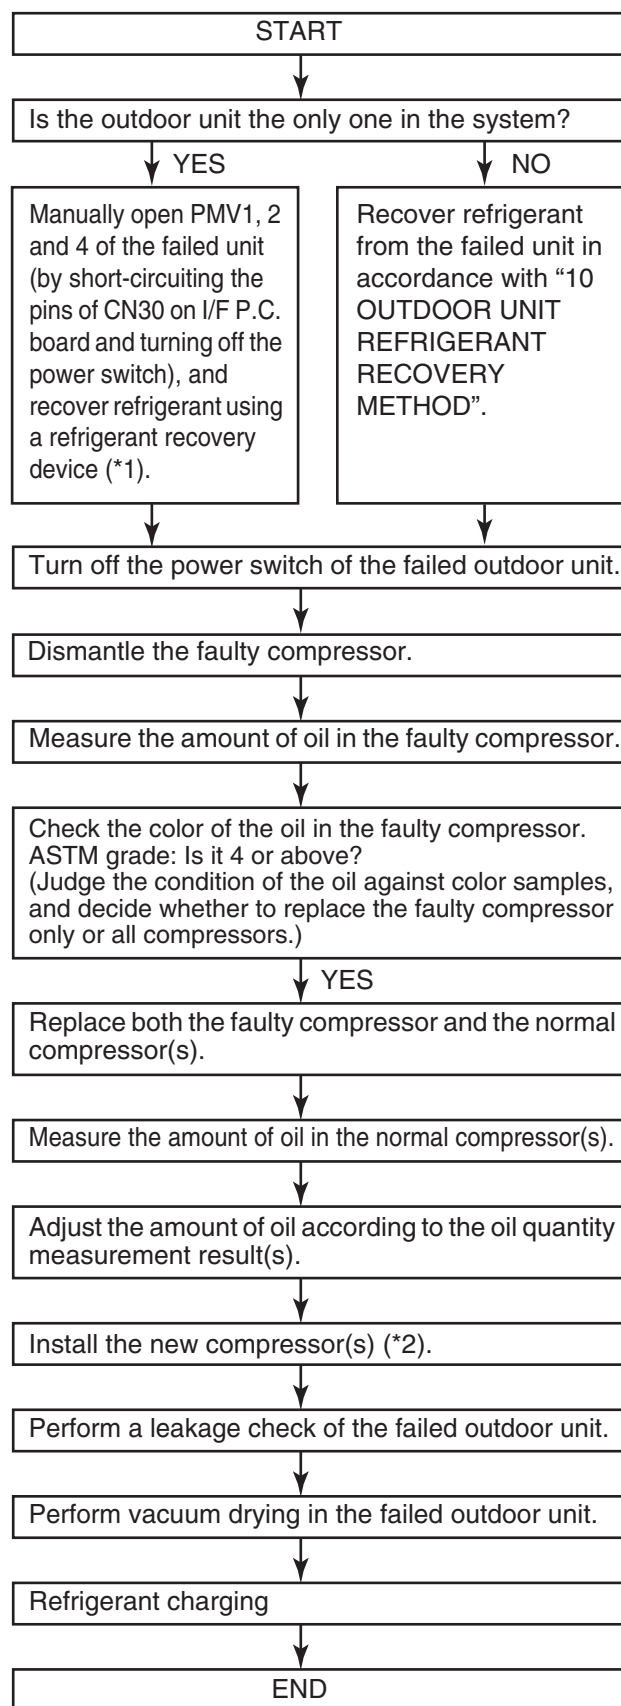 START
Is the outdoor unit the only one in the system?
YES
NO
Manually open PMV1, 2
and 4 of the failed unit
(by short-circuiting the
pins of CN30 on I/F P.C.
board and turning off the
power switch), and
recover refrigerant using
a refrigerant recovery
device (*1).
Recover refrigerant
from the failed unit in
accordance with “10
OUTDOOR UNIT
REFRIGERANT
RECOVERY
METHOD”.
Turn off the power switch of the failed outdoor unit.
Dismantle the faulty compressor.
Measure the amount of oil in the faulty compressor.
Check the color of the oil in the faulty compressor.
ASTM grade: Is it 4 or above?
(Judge the condition of the oil against color samples,
and decide whether to replace the faulty compressor
only or all compressors.)
YES
Replace both the faulty compressor and the normal
compressor(s).
Measure the amount of oil in the normal compressor(s).
Adjust the amount of oil according to the oil quantity
measurement result(s).
Install the new compressor(s) (*2).
Perform a leakage check of the failed outdoor unit.
Perform vacuum drying in the failed outdoor unit.
Refrigerant charging
END